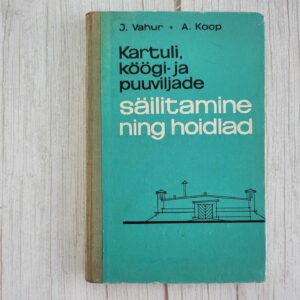 J. Vahur • A. Koop
Kartuli,
köögi- ja
puuviljade
säilitamine
ning hoidlad